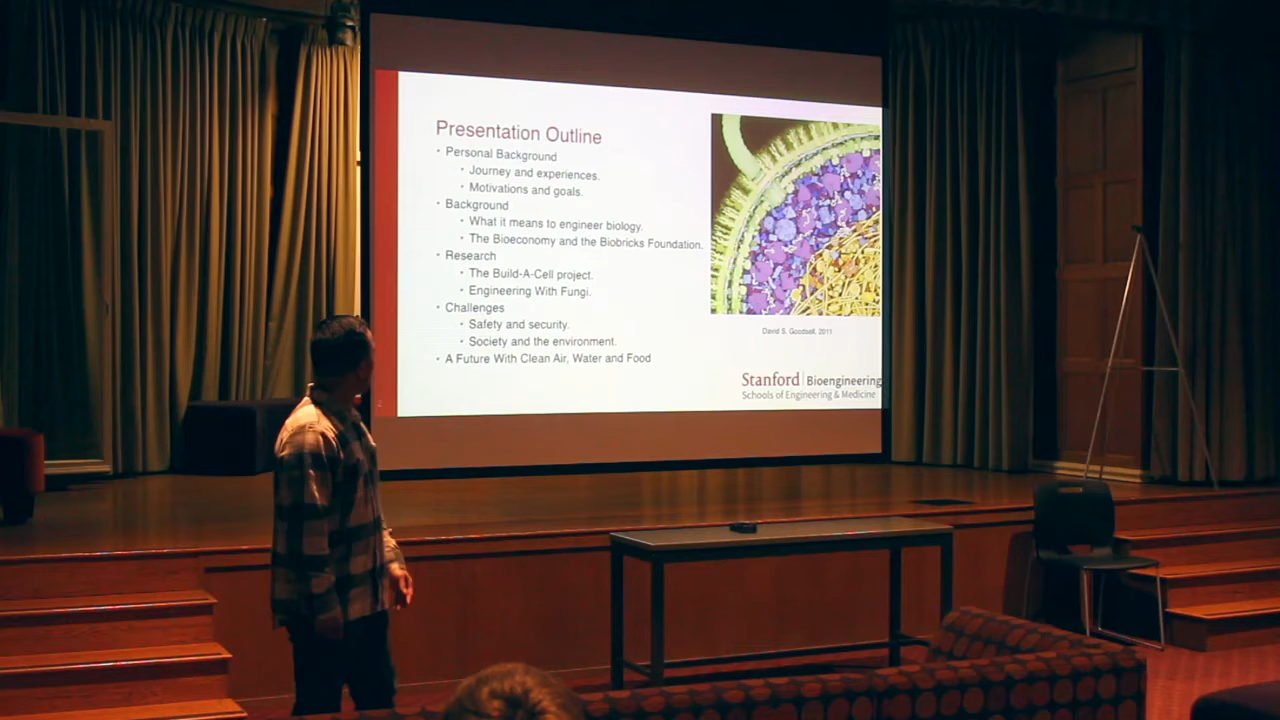 Presentation Outline
• Personal Background
• Journey and experiences.
• Motivations and goals.
• Background
• What it means to engineer biology.
• The Bioeconomy and the Biobricks Foundation.
• Research
• The Build-A-Cell project.
• Engineering With Fungi.
• Challenges
• Safety and security.
• Society and the environment.
• A Future With Clean Air, Water and Food
David S. Goodsell, 2011
Stanford | Bioengineering
Schools of Engineering & Medicine
2